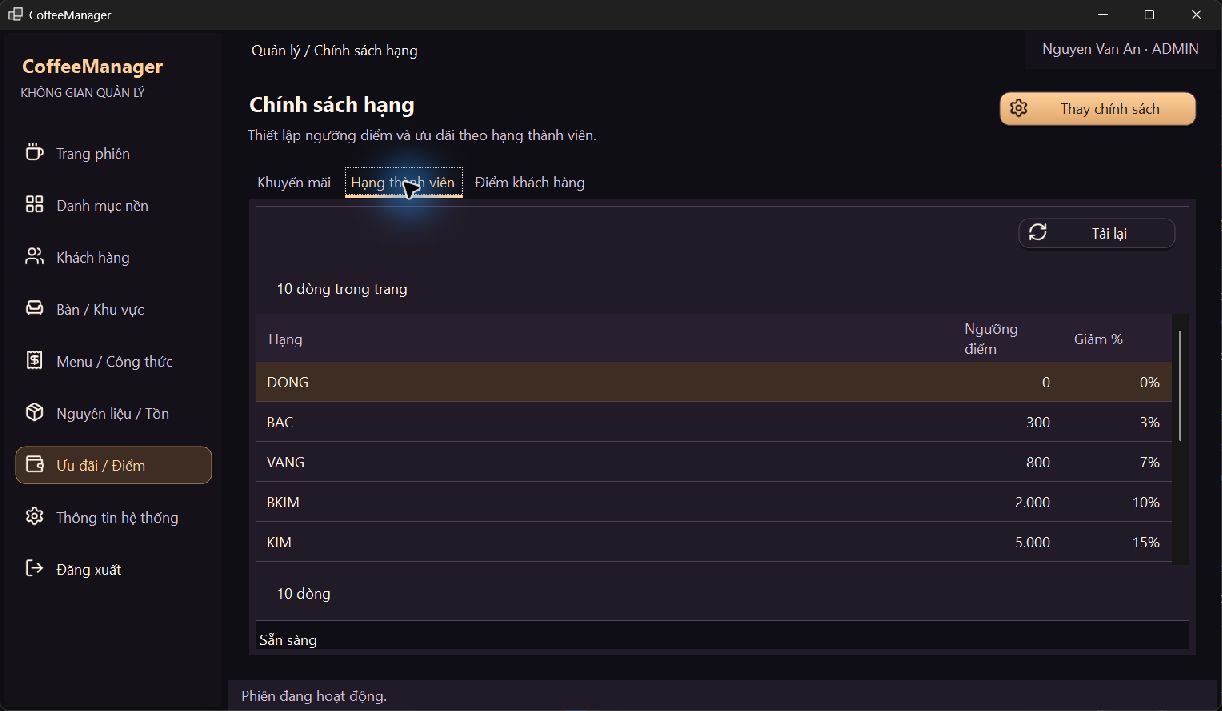 CoffeeManager
CoffeeManager
KHÔNG GIAN QUẢN LÝ
Trang phiên
Danh mục nền
Khách hàng
Bàn / Khu vực
Menu / Công thức
Nguyên liệu / Tồn
Ưu đãi / Điểm
Thông tin hệ thống
Đăng xuất
Quản lý / Chính sách hạng
Nguyen Van An · ADMIN
Chính sách hạng
Thay chính sách
Thiết lập ngưỡng điểm và ưu đãi theo hạng thành viên.
Khuyến mãi Hạng thành viên Điểm khách hàng
Tải lại
10 dòng trong trang
Hạng Ngưỡng điểm Giảm %
DONG 0 0%
BAC 300 3%
VANG 800 7%
BKIM 2.000 10%
KIM 5.000 15%
10 dòng
Sẵn sàng
Phiên đang hoạt động.